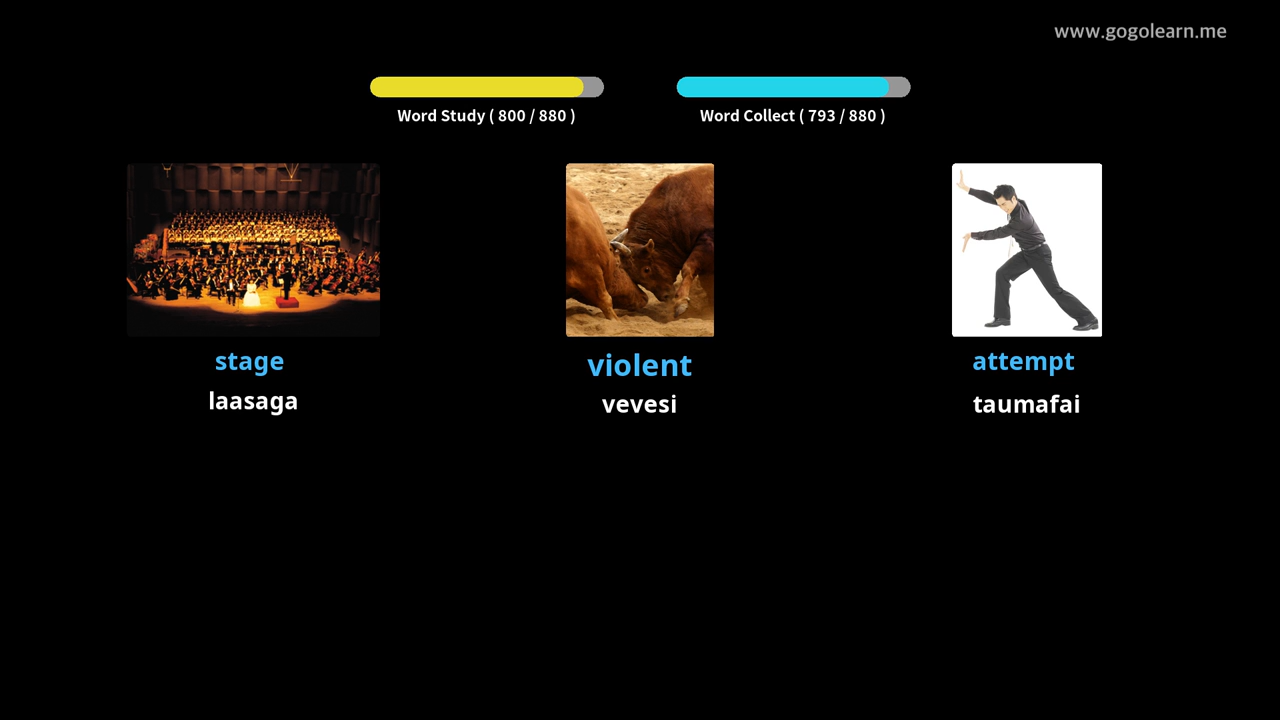 www.gogolearn.me
Word Study ( 800 / 880 )
Word Collect ( 793 / 880 )
stage
laasaga
violent
vevesi
attempt
taumafai